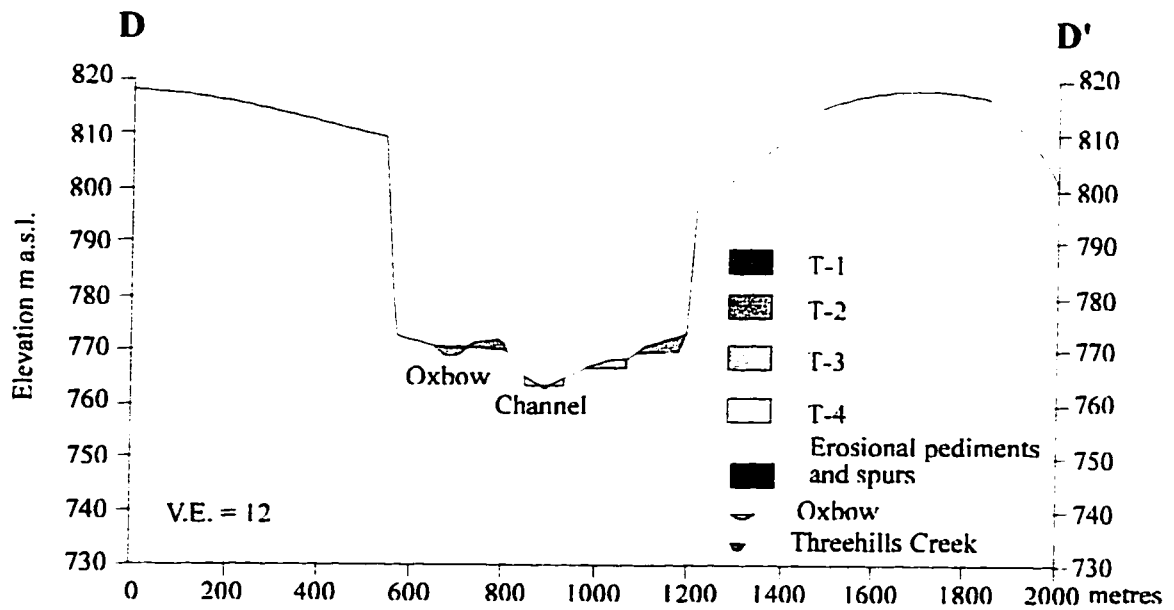 D
D'
820
810
800
790
780
770
760
750
740
730
Elevation m a.s.l.
820
810
800
790
780
770
760
750
740
730
Oxbow
Channel
T-1
T-2
T-3
T-4
Erosional pediments
and spurs
Oxbow
Threehills Creek
V.E. = 12
0 200 400 600 800 1000 1200 1400 1600 1800 2000 metres